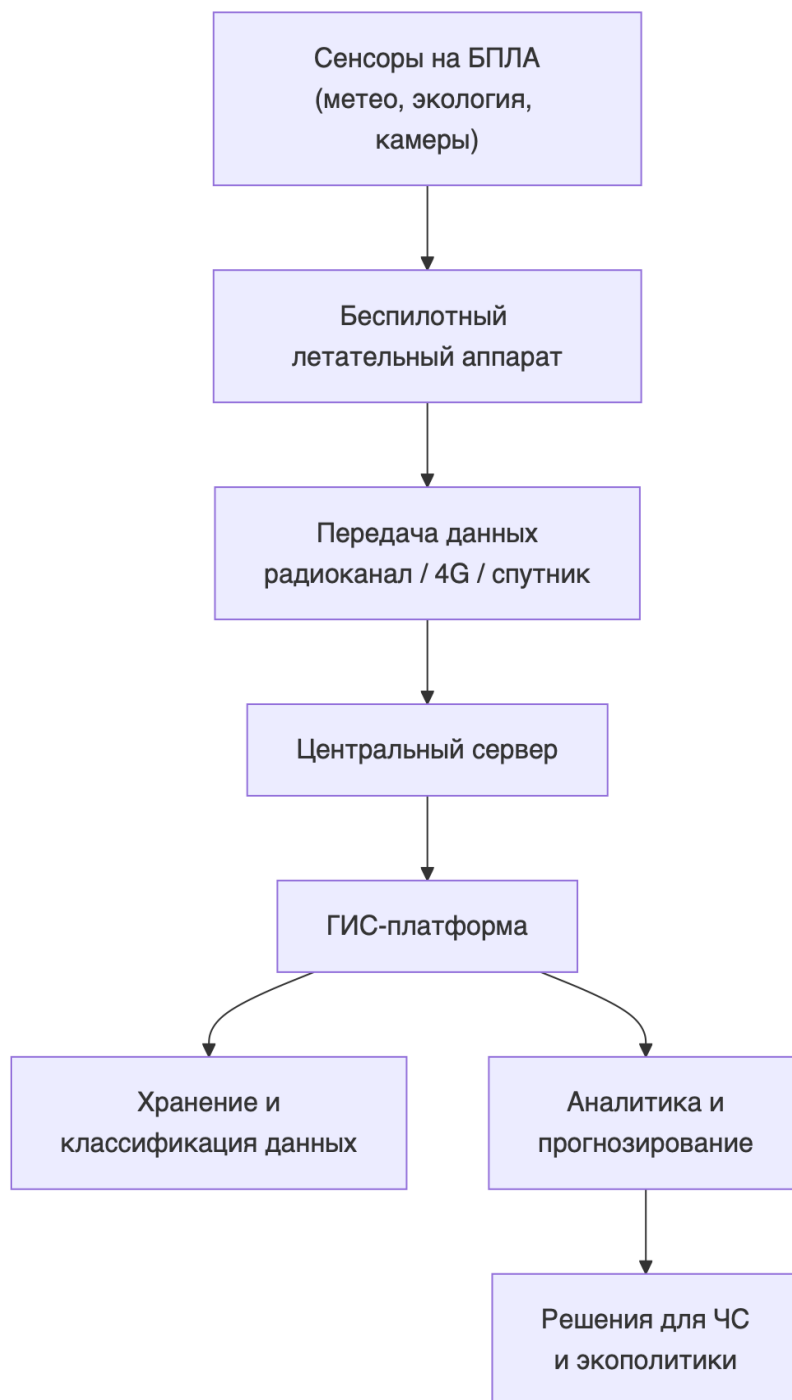 Сенсоры на БПЛА
(метео, экология,
камеры)
Беспилотный
летательный аппарат
Передача данных
радиоканал / 4G / спутник
Центральный сервер
ГИС-платформа
Хранение и
классификация данных
Аналитика и
прогнозирование
Решения для ЧС
и экополитики